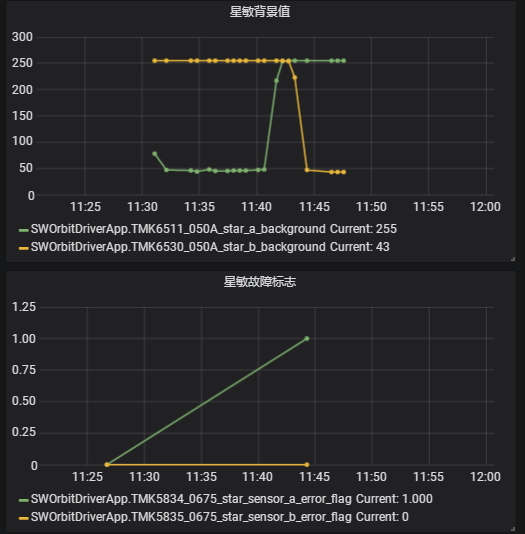 星敏背景值
300
250
200
150
100
50
0
11:25 11:30 11:35 11:40 11:45 11:50 11:55 12:00
SWOrbitDriverApp.TMK6511_050A_star_a_background Current: 255
SWOrbitDriverApp.TMK6530_050A_star_b_background Current: 43
星敏故障标志
1.25
1.00
0.75
0.50
0.25
0
11:25 11:30 11:35 11:40 11:45 11:50 11:55 12:00
SWOrbitDriverApp.TMK5834_0675_star_sensor_a_error_flag Current: 1.000
SWOrbitDriverApp.TMK5835_0675_star_sensor_b_error_flag Current: 0